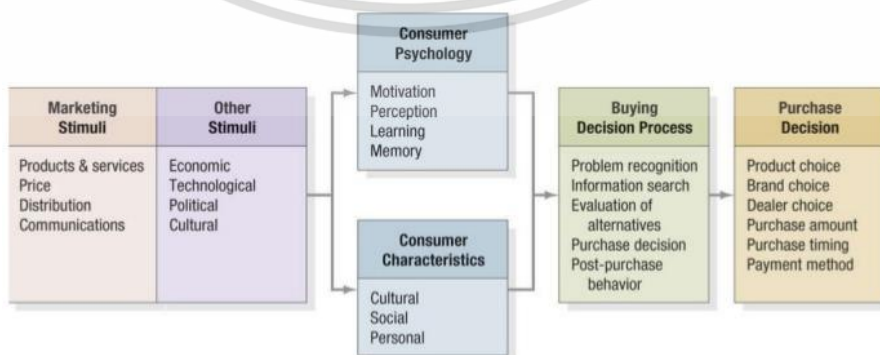 Marketing
Stimuli
Products & services
Price
Distribution
Communications
Other
Stimuli
Economic
Technological
Political
Cultural
Consumer
Psychology
Motivation
Perception
Learning
Memory
Consumer
Characteristics
Cultural
Social
Personal
Buying
Decision Process
Problem recognition
Information search
Evaluation of
alternatives
Purchase decision
Post-purchase
behavior
Purchase
Decision
Product choice
Brand choice
Dealer choice
Purchase amount
Purchase timing
Payment method